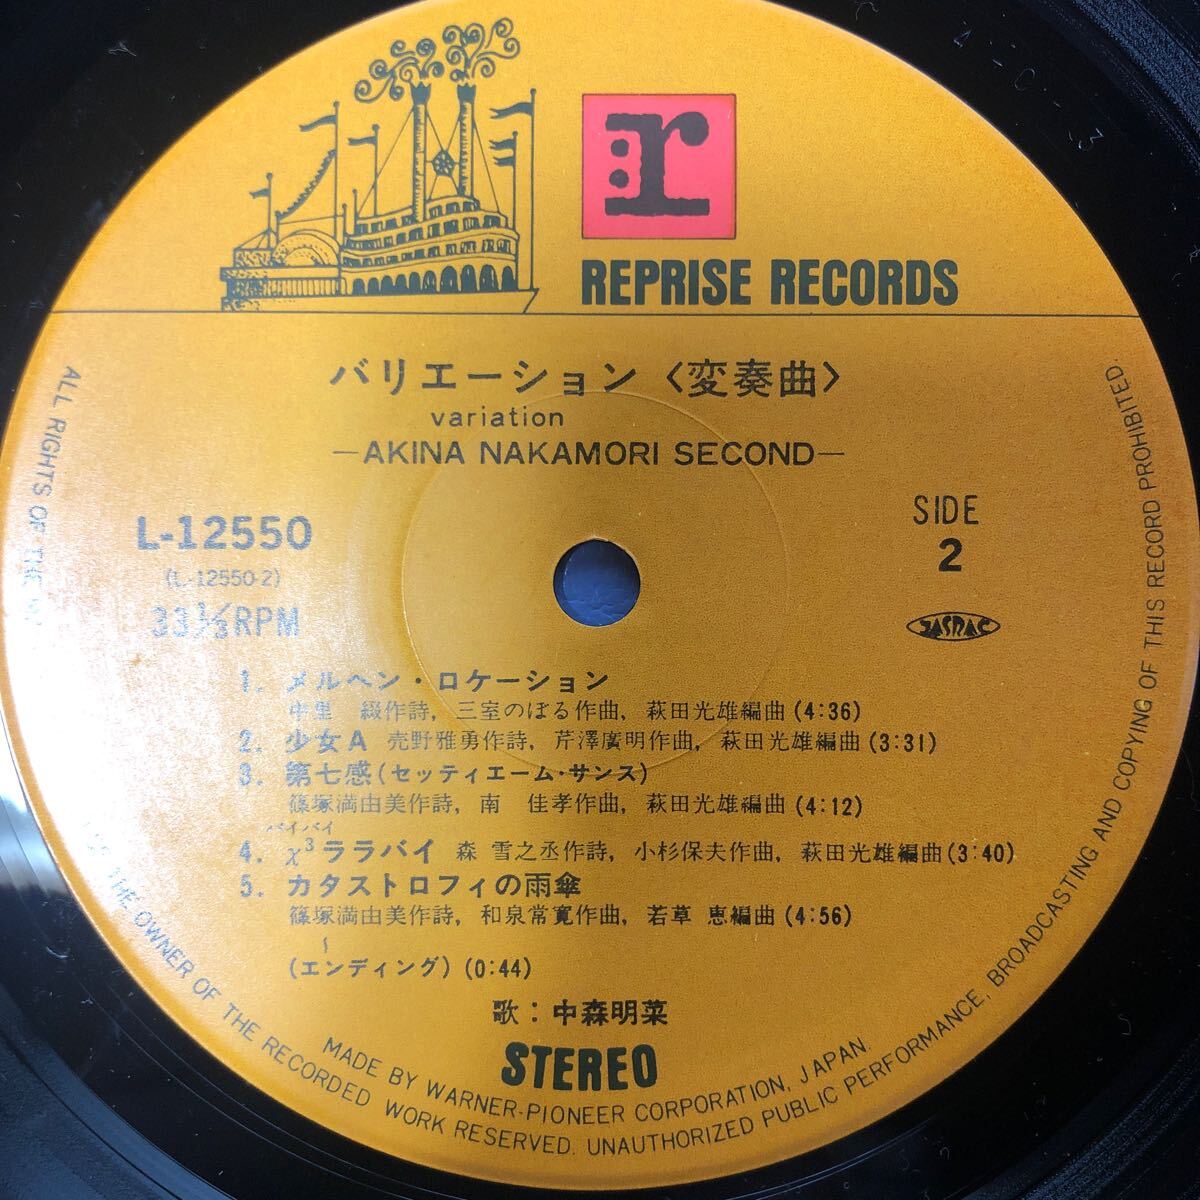 r
REPRISE RECORDS
バリエーション〈変奏曲〉
variation
—AKINA NAKAMORI SECOND—
L-12550
(L-12550-2)
33⅓RPM
SIDE
2
JASRAC
1. メルヘン・ロケーション
中里 綴作詩, 三室のぼる作曲, 萩田光雄編曲(4:36)
2. 少女A 売野雅勇作詩, 芹澤廣明作曲, 萩田光雄編曲(3:31)
3. 第七感(セッティエーム・サンス)
篠塚満由美作詩, 南 佳孝作曲, 萩田光雄編曲(4:12)
バイバイ
4. χ³ララバイ 森 雪之丞作詩, 小杉保夫作曲, 萩田光雄編曲(3:40)
5. カタストロフィの雨傘
篠塚満由美作詩, 和泉常寛作曲, 若草 恵編曲(4:56)
〜
(エンディング)(0:44)
歌：中森明菜
STEREO
MADE BY WARNER-PIONEER CORPORATION, JAPAN.
ALL RIGHTS OF THE OWNER OF THE RECORDED WORK RESERVED. UNAUTHORIZED PUBLIC PERFORMANCE, BROADCASTING AND COPYING OF THIS RECORD PROHIBITED.